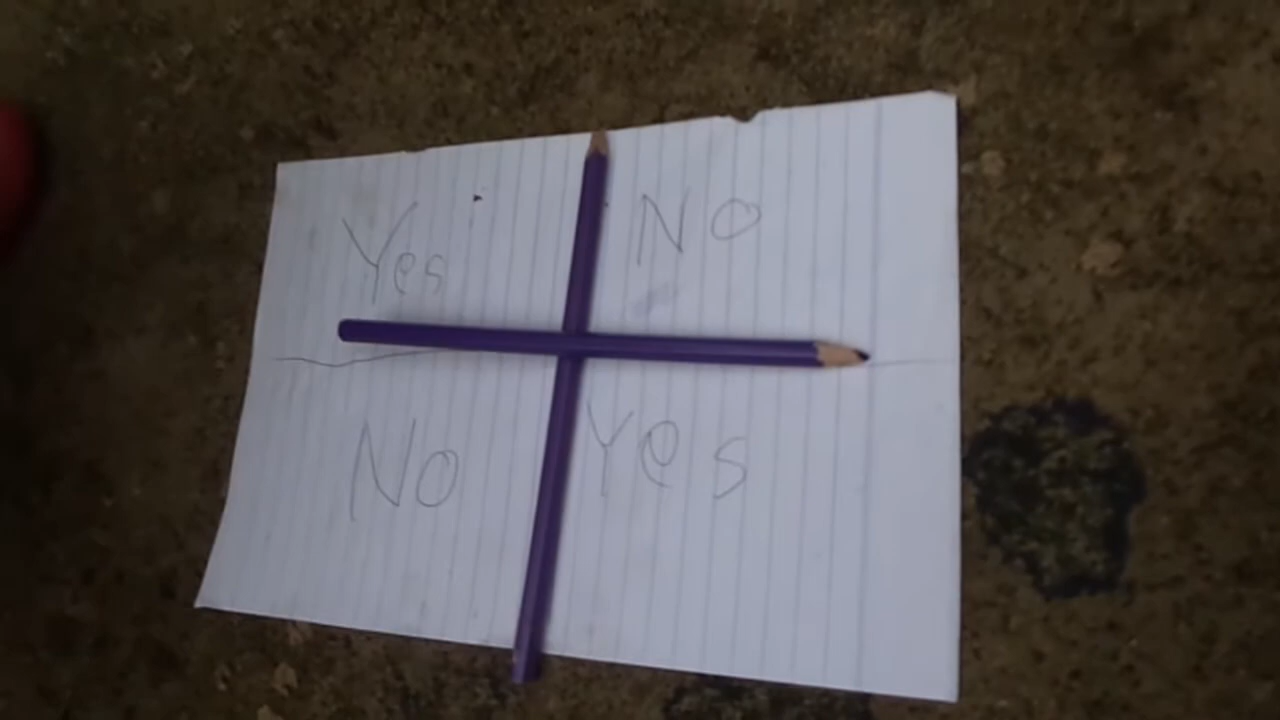 Yes NO
No Yes